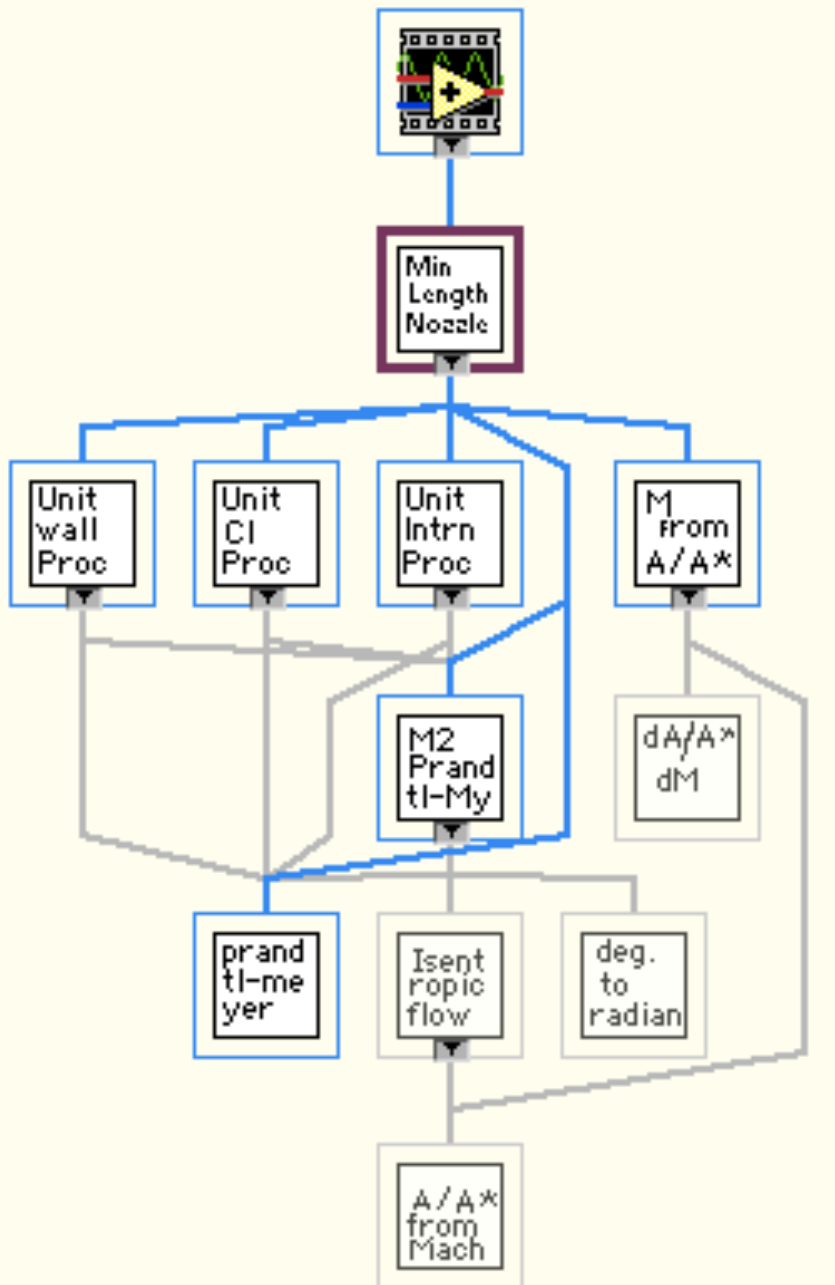 Min
Length
Nozzle
Unit
wall
Proc
Unit
Cl
Proc
Unit
Intrn
Proc
M
From
A/A*
M2
Prand
tl-My
dA/A*
dM
prand
tl-me
yer
Isent
ropic
flow
deg.
to
radian
A/A*
from
Mach